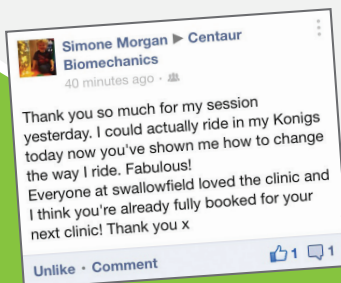 Simone Morgan ▶ Centaur
Biomechanics
40 minutes ago ·
Thank you so much for my session
yesterday. I could actually ride in my Konigs
today now you've shown me how to change
the way I ride. Fabulous!
Everyone at swallowfield loved the clinic and
I think you're already fully booked for your
next clinic! Thank you x
Unlike · Comment 1 1